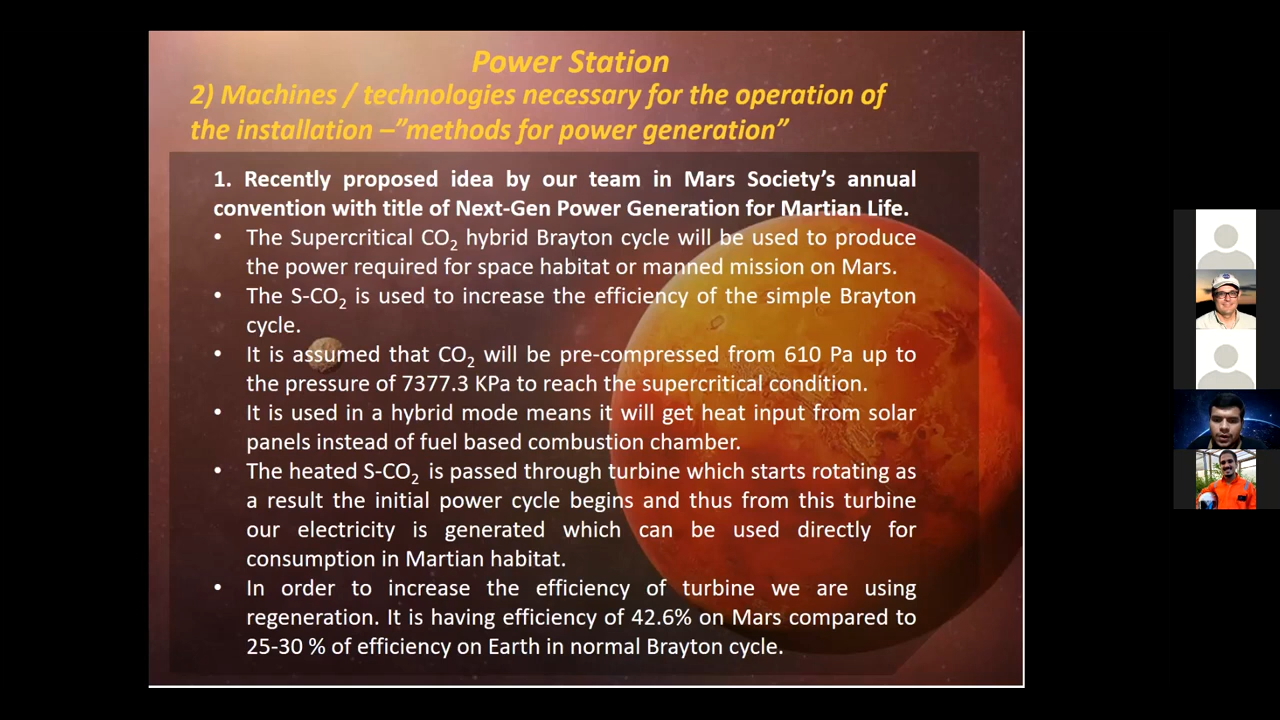 Power Station
2) Machines / technologies necessary for the operation of
the installation –”methods for power generation”
1. Recently proposed idea by our team in Mars Society’s annual
convention with title of Next-Gen Power Generation for Martian Life.
• The Supercritical CO₂ hybrid Brayton cycle will be used to produce
the power required for space habitat or manned mission on Mars.
• The S-CO₂ is used to increase the efficiency of the simple Brayton
cycle.
• It is assumed that CO₂ will be pre-compressed from 610 Pa up to
the pressure of 7377.3 KPa to reach the supercritical condition.
• It is used in a hybrid mode means it will get heat input from solar
panels instead of fuel based combustion chamber.
• The heated S-CO₂ is passed through turbine which starts rotating as
a result the initial power cycle begins and thus from this turbine
our electricity is generated which can be used directly for
consumption in Martian habitat.
• In order to increase the efficiency of turbine we are using
regeneration. It is having efficiency of 42.6% on Mars compared to
25-30 % of efficiency on Earth in normal Brayton cycle.